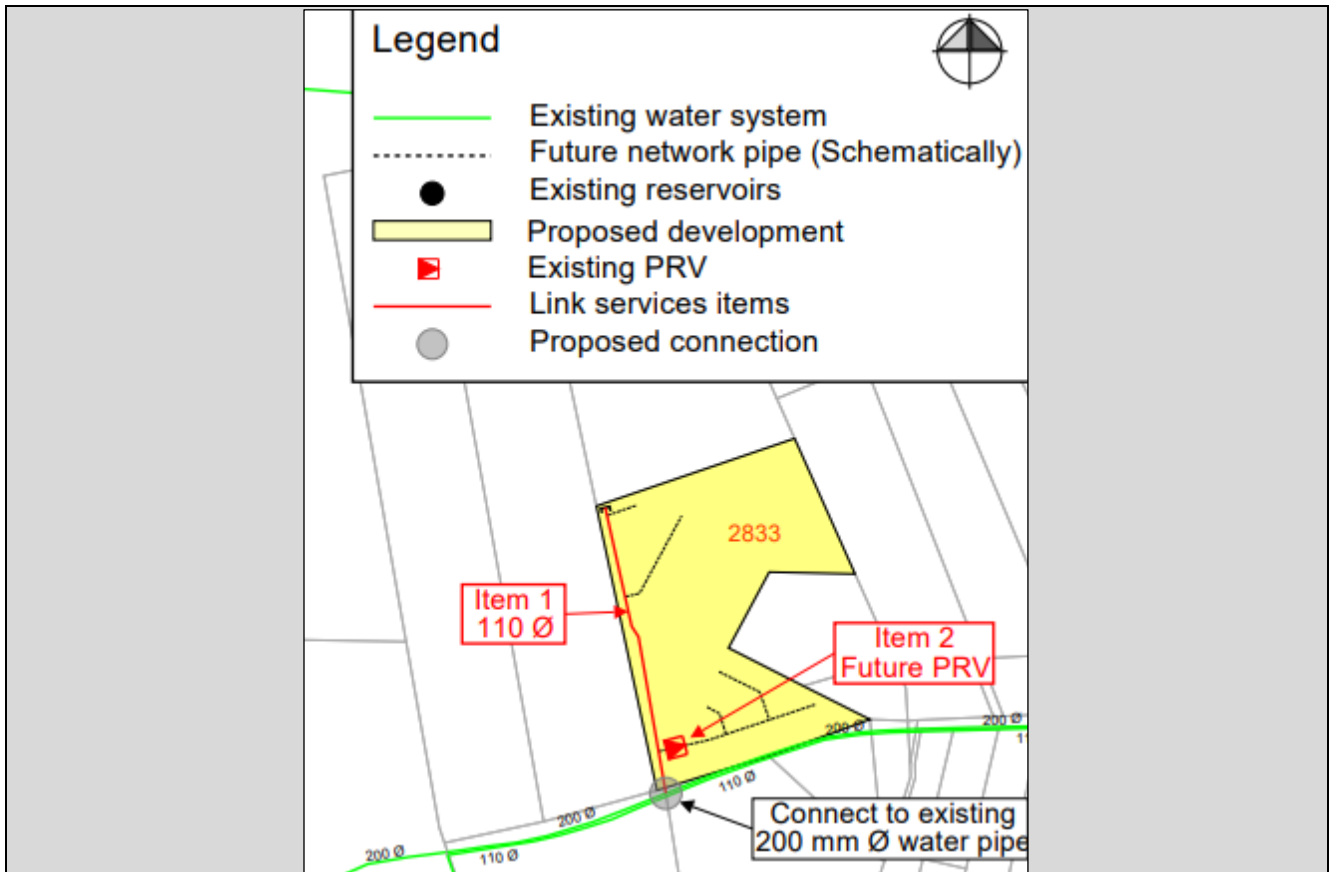 Legend
Existing water system
Future network pipe (Schematically)
Existing reservoirs
Proposed development
Existing PRV
Link services items
Proposed connection
2833
Item 1
110 Ø
Item 2
Future PRV
200 Ø
200 Ø
11
110 Ø
200 Ø
Connect to existing
200 mm Ø water pipe
200 Ø
110 Ø